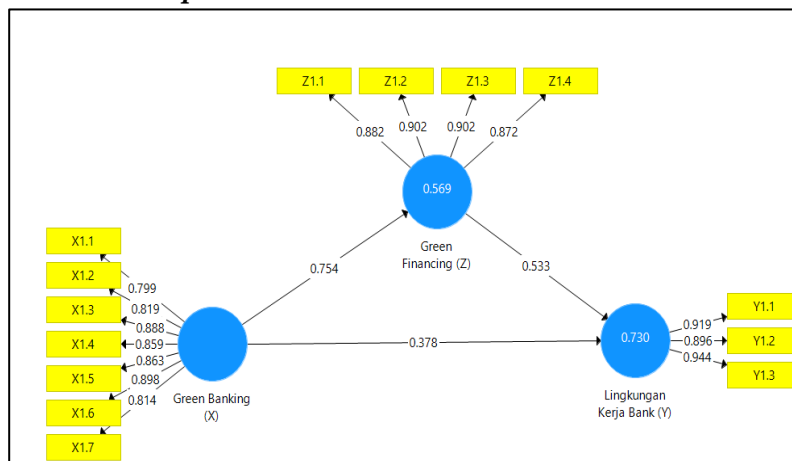 Z1.1
Z1.2
Z1.3
Z1.4
0.882
0.902
0.902
0.872
0.569
Green
Financing (Z)
X1.1
X1.2
X1.3
X1.4
X1.5
X1.6
X1.7
0.799
0.819
0.888
0.859
0.863
0.898
0.814
Green Banking
(X)
0.754
0.533
0.378
0.730
Lingkungan
Kerja Bank (Y)
0.919
0.896
0.944
Y1.1
Y1.2
Y1.3